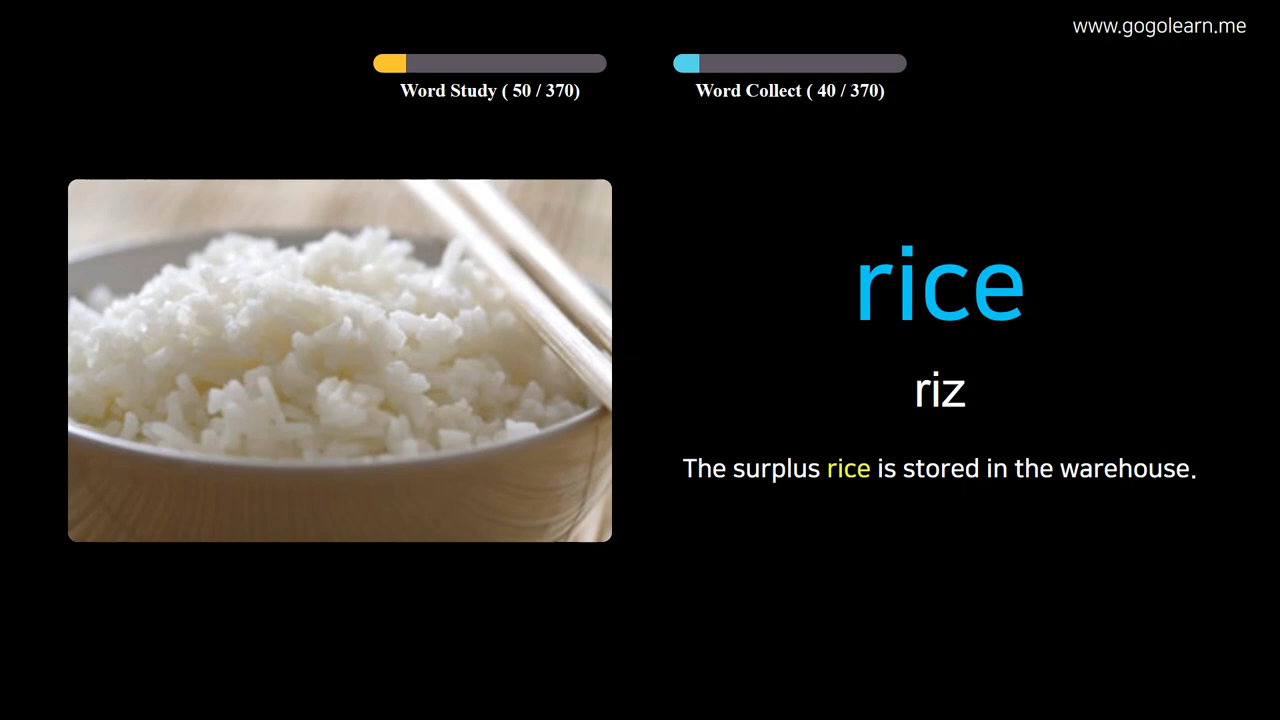 www.gogolearn.me
Word Study ( 50 / 370)
Word Collect ( 40 / 370)
rice
riz
The surplus rice is stored in the warehouse.